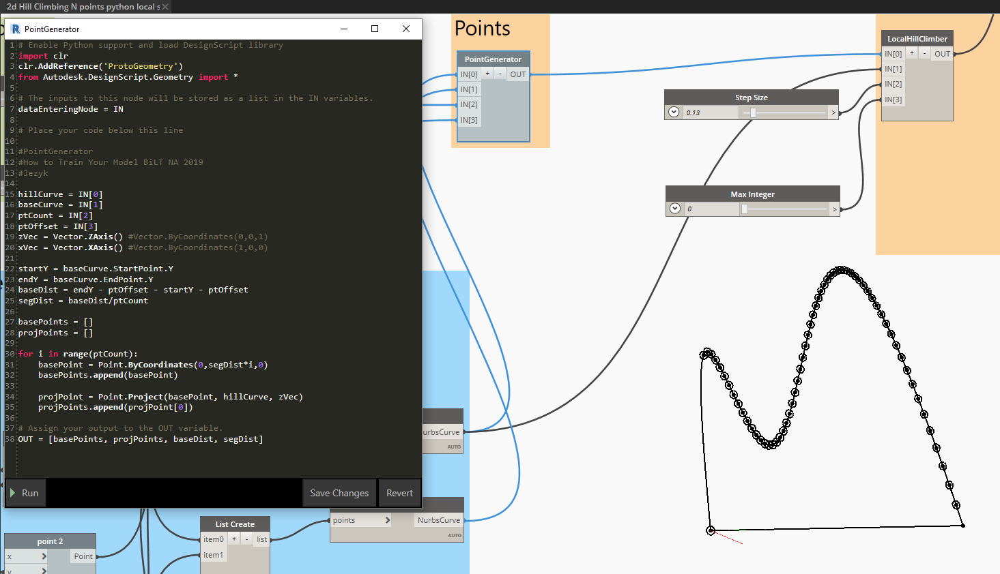 2d Hill Climbing N points python local s
PointGenerator
1 # Enable Python support and load DesignScript library
2 import clr
3 clr.AddReference('ProtoGeometry')
4 from Autodesk.DesignScript.Geometry import *
5
6 # The inputs to this node will be stored as a list in the IN variables.
7 dataEnteringNode = IN
8
9 # Place your code below this line
10
11 #PointGenerator
12 #How to Train Your Model BiLT NA 2019
13 #Jezyk
14
15 hillCurve = IN[0]
16 baseCurve = IN[1]
17 ptCount = IN[2]
18 ptOffset = IN[3]
19 zVec = Vector.ZAxis() #Vector.ByCoordinates(0,0,1)
20 xVec = Vector.XAxis() #Vector.ByCoordinates(1,0,0)
21
22 startY = baseCurve.StartPoint.Y
23 endY = baseCurve.EndPoint.Y
24 baseDist = endY - ptOffset - startY - ptOffset
25 segDist = baseDist/ptCount
26
27 basePoints = []
28 projPoints = []
29
30 for i in range(ptCount):
31     basePoint = Point.ByCoordinates(0,segDist*i,0)
32     basePoints.append(basePoint)
33
34     projPoint = Point.Project(basePoint, hillCurve, zVec)
35     projPoints.append(projPoint[0])
36
37 # Assign your output to the OUT variable.
38 OUT = [basePoints, projPoints, baseDist, segDist]
Run
Save Changes
Revert
Points
PointGenerator
IN[0] + - OUT
IN[1]
IN[2]
IN[3]
Step Size
0.13 >
Max Integer
0 >
LocalHillClimber
IN[0] + - OUT
IN[1]
IN[2]
IN[3]
urbsCurve
AUTO
points > NurbsCurve
AUTO
List Create
item0 + - list
item1
point 2
x > Point
y >